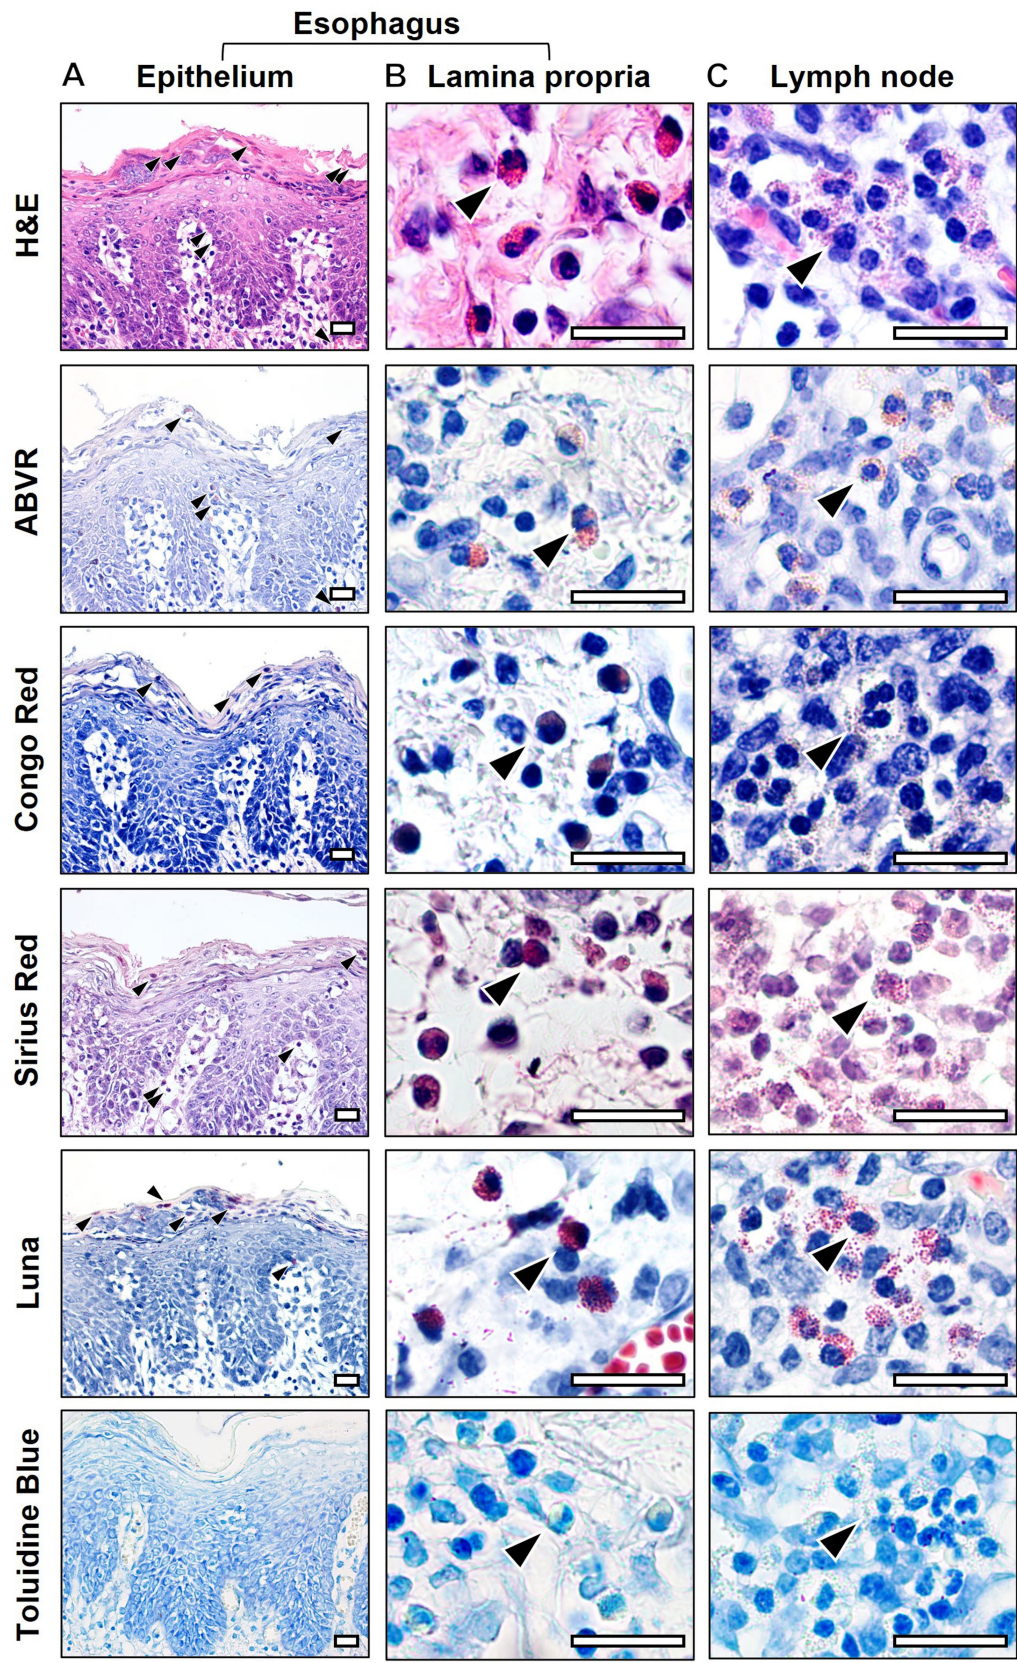 Esophagus
A Epithelium B Lamina propria C Lymph node
H&E
ABVR
Congo Red
Sirius Red
Luna
Toluidine Blue